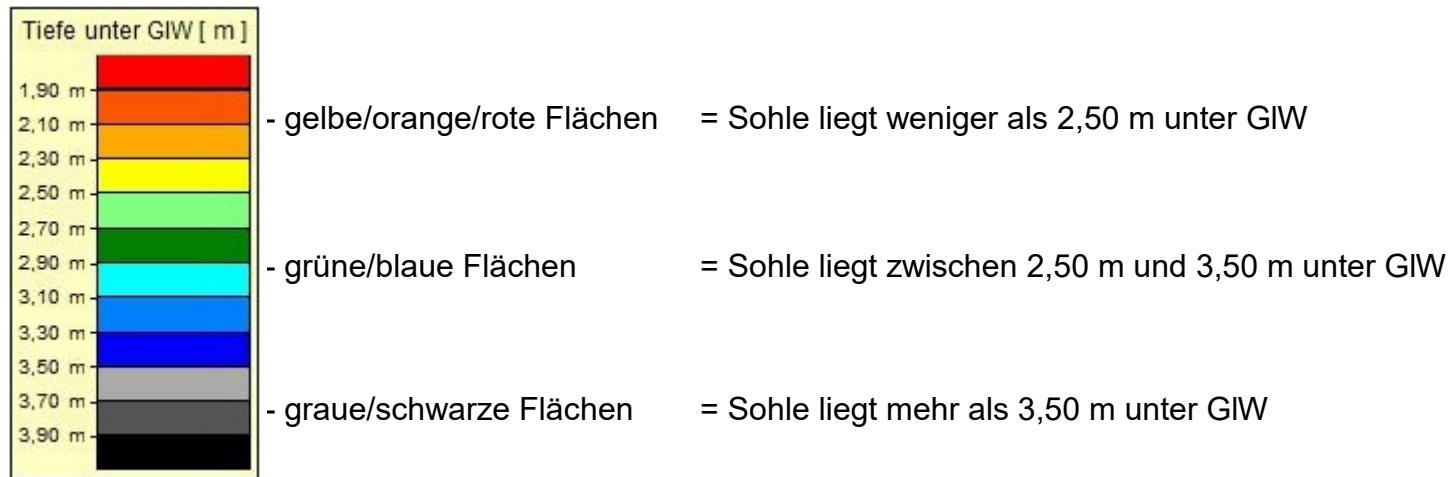 Tiefe unter GlW [ m ]
1,90 m
2,10 m
2,30 m
2,50 m
2,70 m
2,90 m
3,10 m
3,30 m
3,50 m
3,70 m
3,90 m
- gelbe/orange/rote Flächen = Sohle liegt weniger als 2,50 m unter GlW
- grüne/blaue Flächen = Sohle liegt zwischen 2,50 m und 3,50 m unter GlW
- graue/schwarze Flächen = Sohle liegt mehr als 3,50 m unter GlW